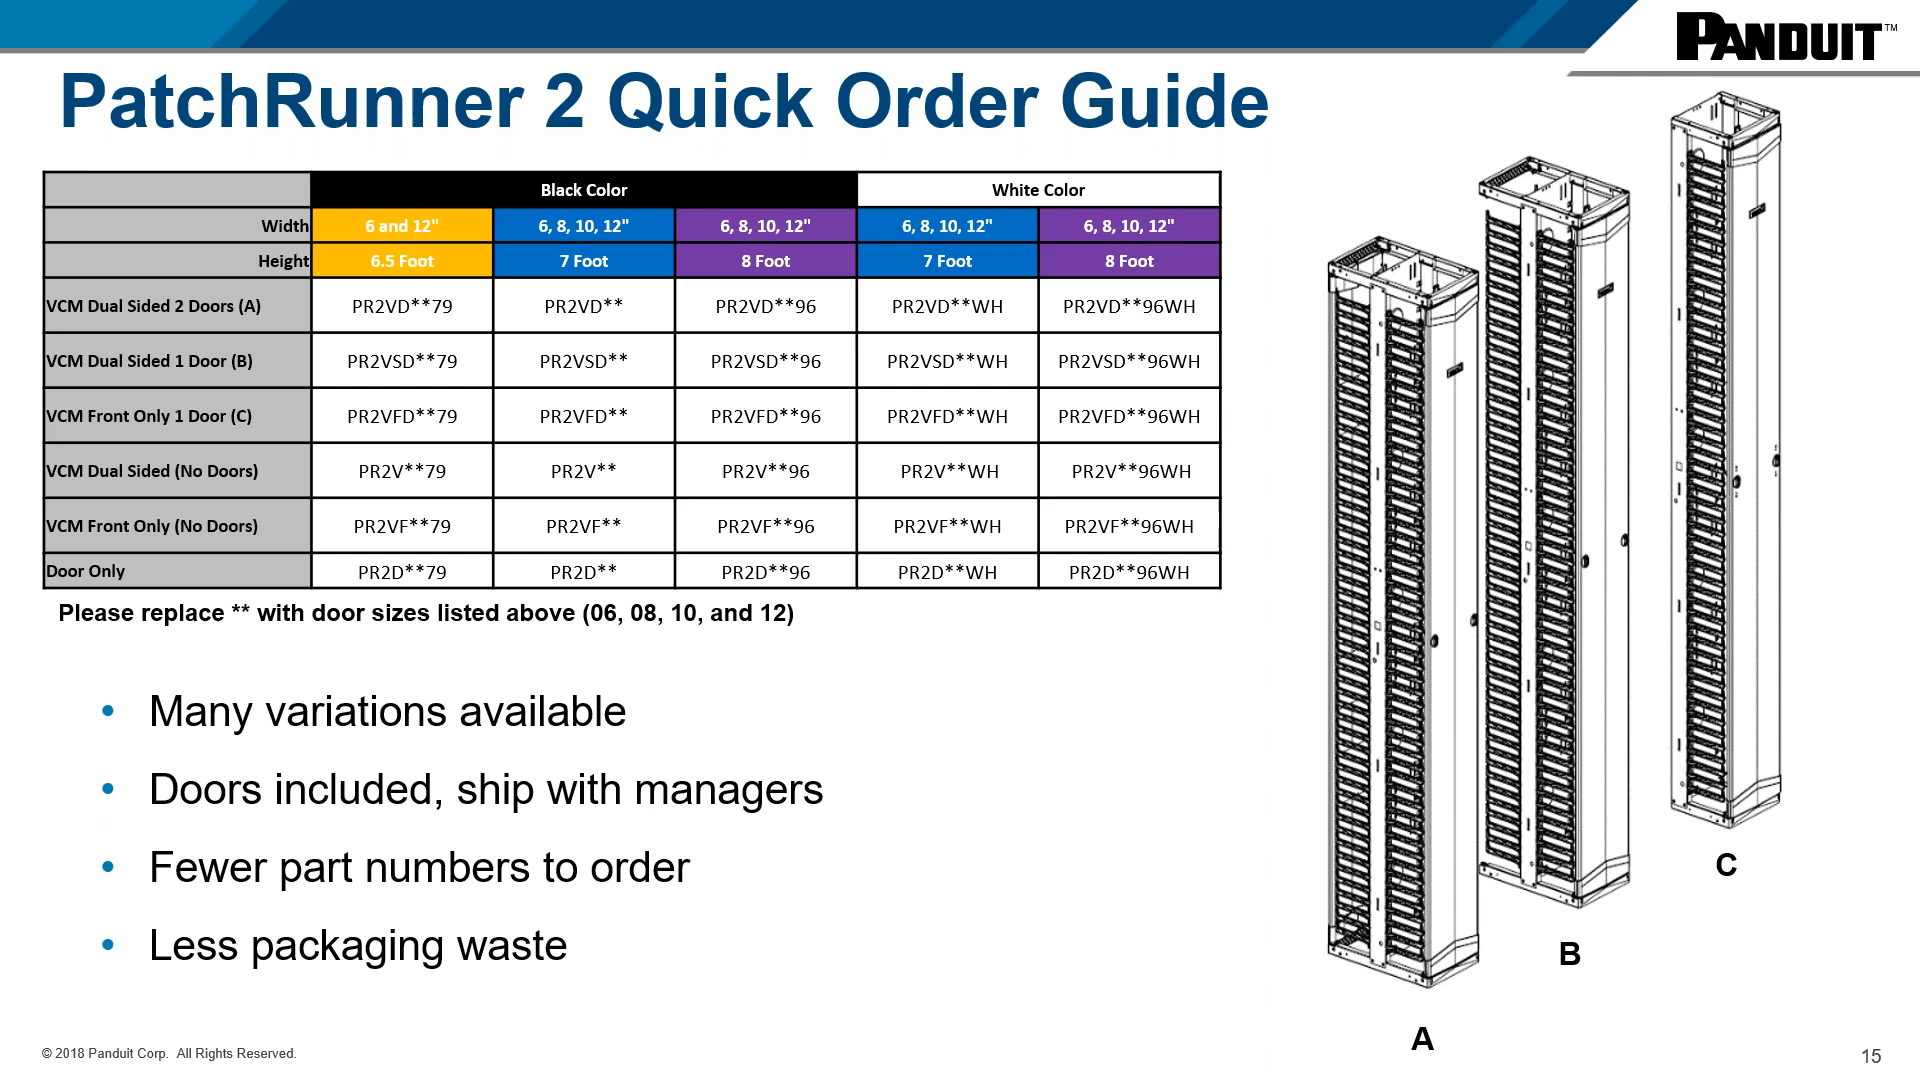 PANDUIT™
PatchRunner 2 Quick Order Guide
Black Color White Color
Width 6 and 12" 6, 8, 10, 12" 6, 8, 10, 12" 6, 8, 10, 12" 6, 8, 10, 12"
Height 6.5 Foot 7 Foot 8 Foot 7 Foot 8 Foot
VCM Dual Sided 2 Doors (A) PR2VD**79 PR2VD** PR2VD**96 PR2VD**WH PR2VD**96WH
VCM Dual Sided 1 Door (B) PR2VSD**79 PR2VSD** PR2VSD**96 PR2VSD**WH PR2VSD**96WH
VCM Front Only 1 Door (C) PR2VFD**79 PR2VFD** PR2VFD**96 PR2VFD**WH PR2VFD**96WH
VCM Dual Sided (No Doors) PR2V**79 PR2V** PR2V**96 PR2V**WH PR2V**96WH
VCM Front Only (No Doors) PR2VF**79 PR2VF** PR2VF**96 PR2VF**WH PR2VF**96WH
Door Only PR2D**79 PR2D** PR2D**96 PR2D**WH PR2D**96WH
Please replace ** with door sizes listed above (06, 08, 10, and 12)
• Many variations available
• Doors included, ship with managers
• Fewer part numbers to order
• Less packaging waste
C
B
A
© 2018 Panduit Corp. All Rights Reserved.
15